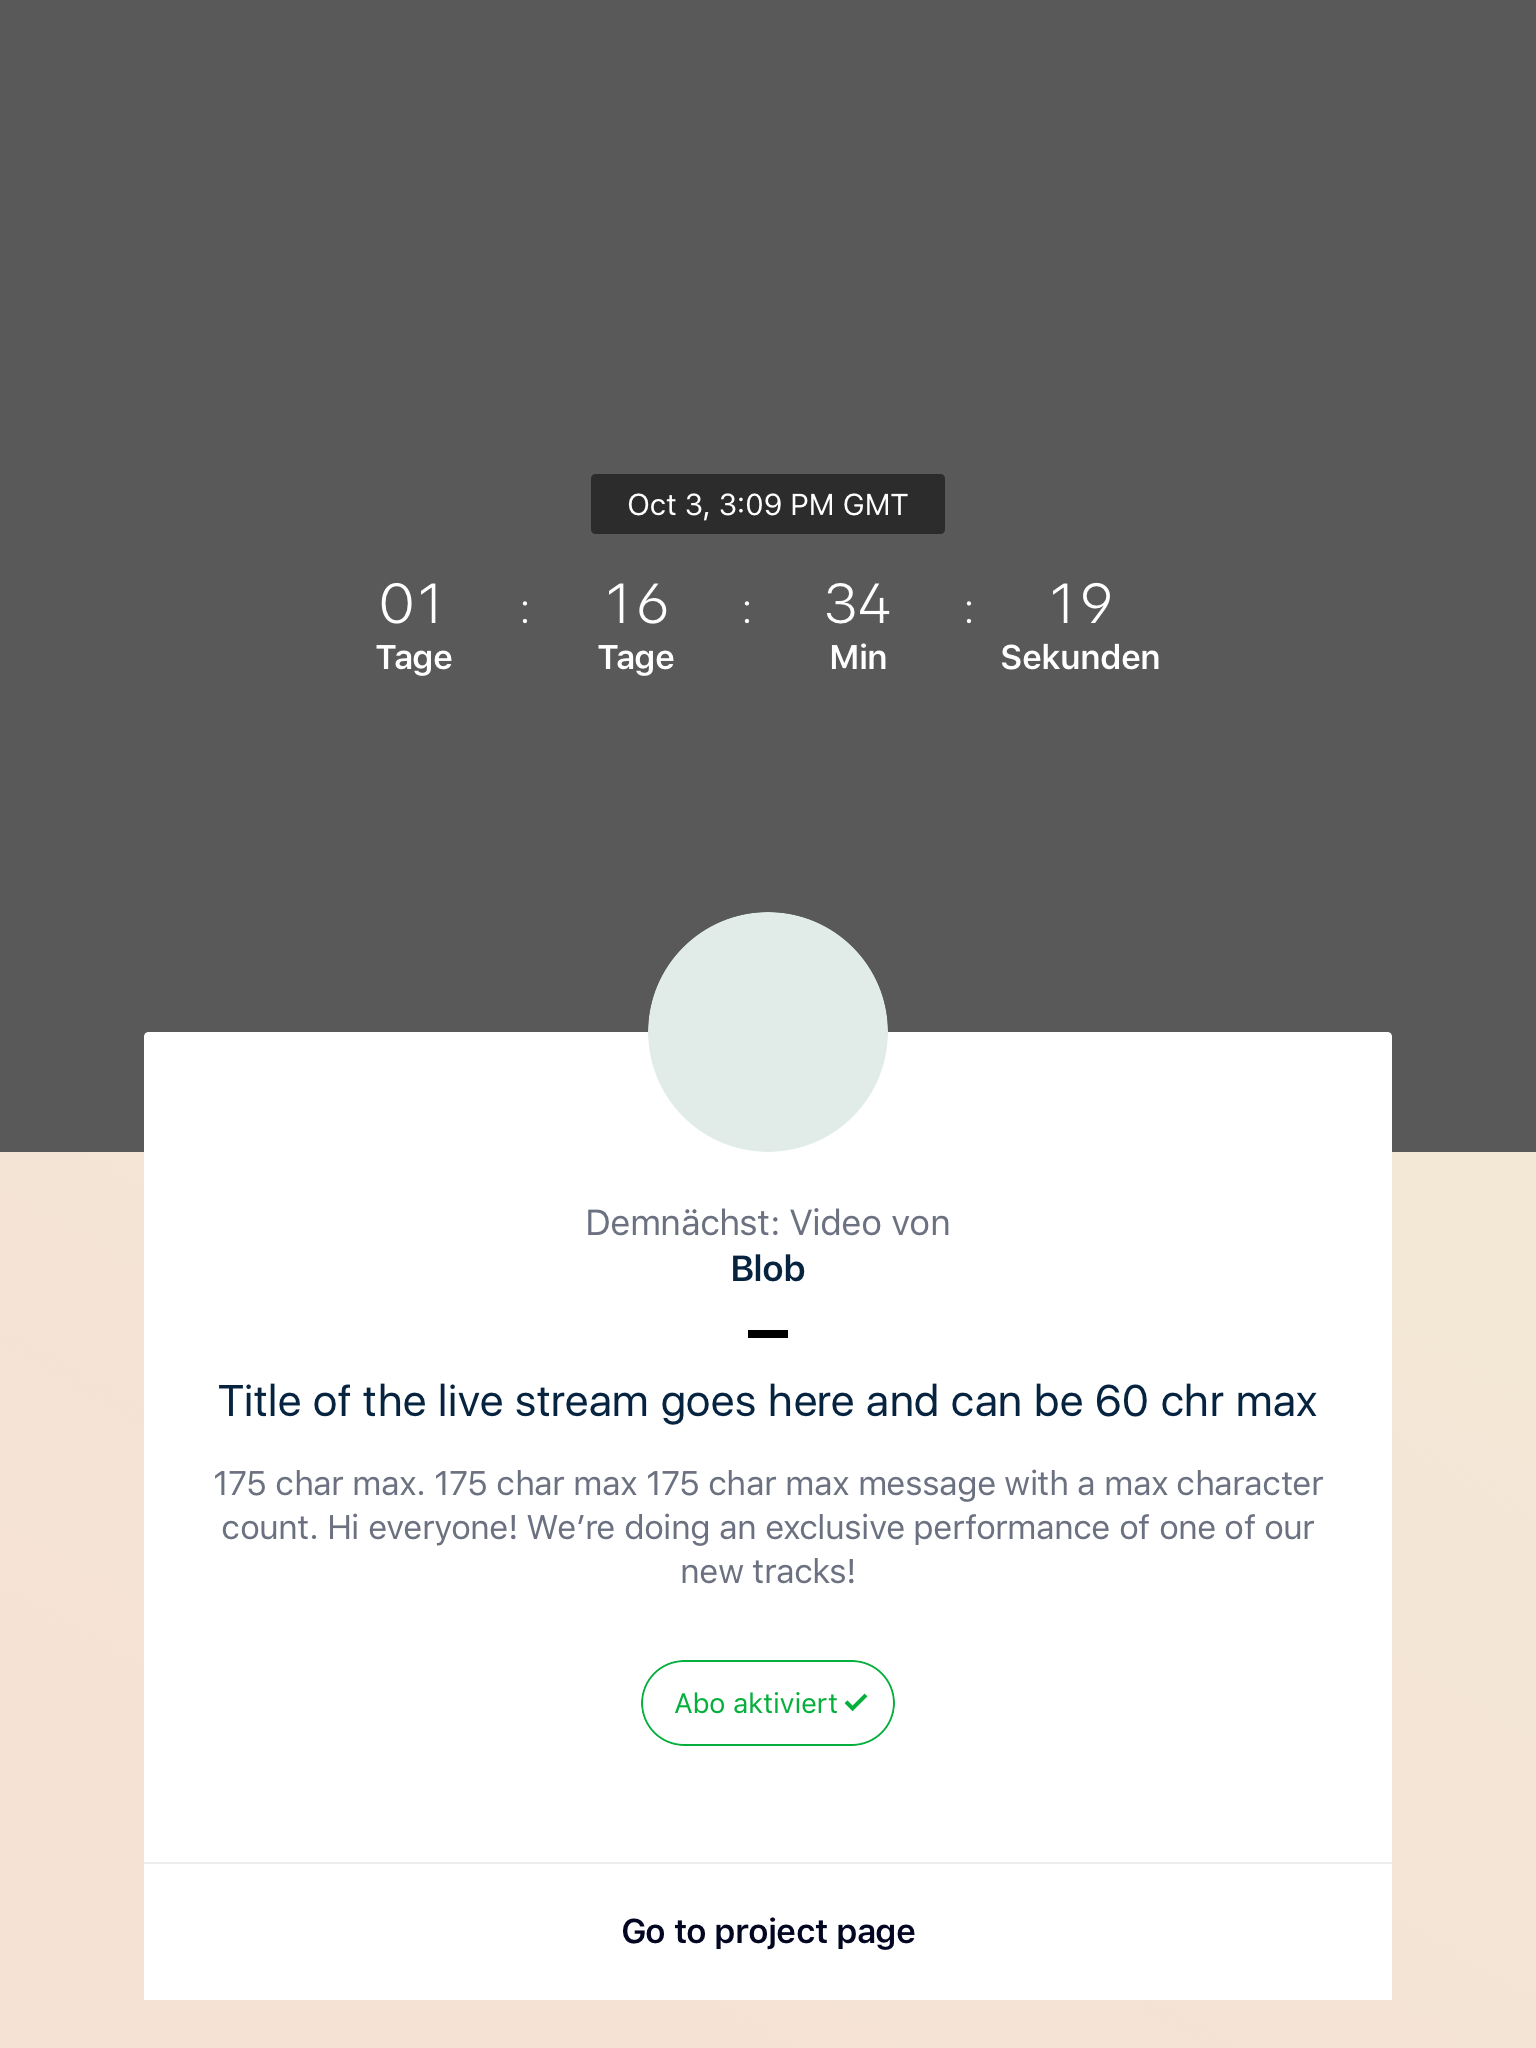 Oct 3, 3:09 PM GMT
01 : 16 : 34 : 19
Tage Tage Min Sekunden
Demnächst: Video von
Blob
Title of the live stream goes here and can be 60 chr max
175 char max. 175 char max 175 char max message with a max character
count. Hi everyone! We’re doing an exclusive performance of one of our
new tracks!
Abo aktiviert ✓
Go to project page